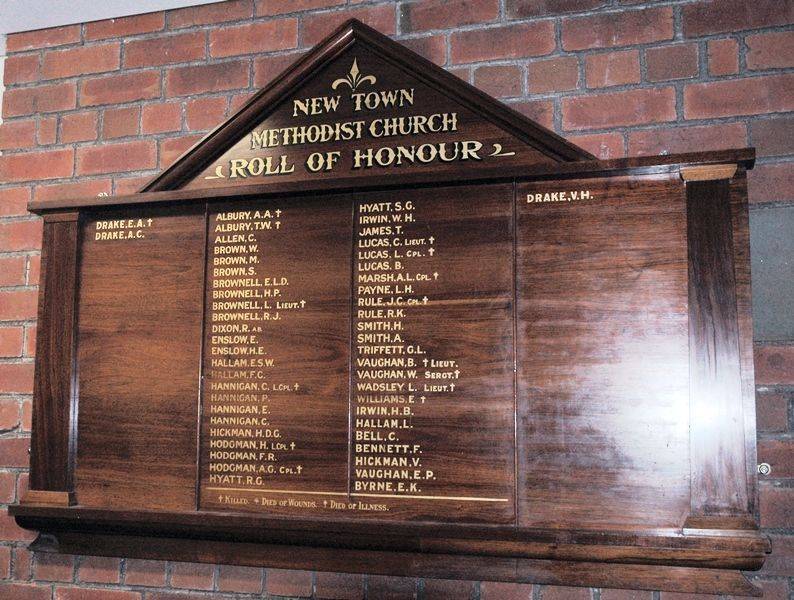 NEW TOWN
METHODIST CHURCH
ROLL OF HONOUR
DRAKE, E.A. †
DRAKE, A.C.
ALBURY, A.A. †
ALBURY, T.W. †
ALLEN, C.
BROWN, W.
BROWN, M.
BROWN, S.
BROWNELL, E.L.D.
BROWNELL, H.P.
BROWNELL, L. LIEUT. †
BROWNELL, R.J.
DIXON, R. A.B.
ENSLOW, E.
ENSLOW, H.E.
HALLAM, E.S.W.
HALLAM, F.C.
HANNIGAN, C. L.CPL. †
HANNIGAN, P.
HANNIGAN, E.
HANNIGAN, C.
HICKMAN, H.D.G.
HODGMAN, H. L.CPL. †
HODGMAN, F.R.
HODGMAN, A.G. CPL. †
HYATT, R.G.
HYATT, S.G.
IRWIN, W.H.
JAMES, T.
LUCAS, C. LIEUT. †
LUCAS, L. CPL. †
LUCAS, B.
MARSH, A.L. CPL. †
PAYNE, L.H.
RULE, J.C. CPL. †
RULE, R.K.
SMITH, H.
SMITH, A.
TRIFFETT, G.L.
VAUGHAN, B. † LIEUT.
VAUGHAN, W. SERGT. †
WADSLEY, L. LIEUT. †
WILLIAMS, E †
IRWIN, H.B.
HALLAM, L.
BELL, C.
BENNETT, F.
HICKMAN, V.
VAUGHAN, E.P.
BYRNE, E.K.
† KILLED. + DIED OF WOUNDS. ‡ DIED OF ILLNESS.
DRAKE, V.H.